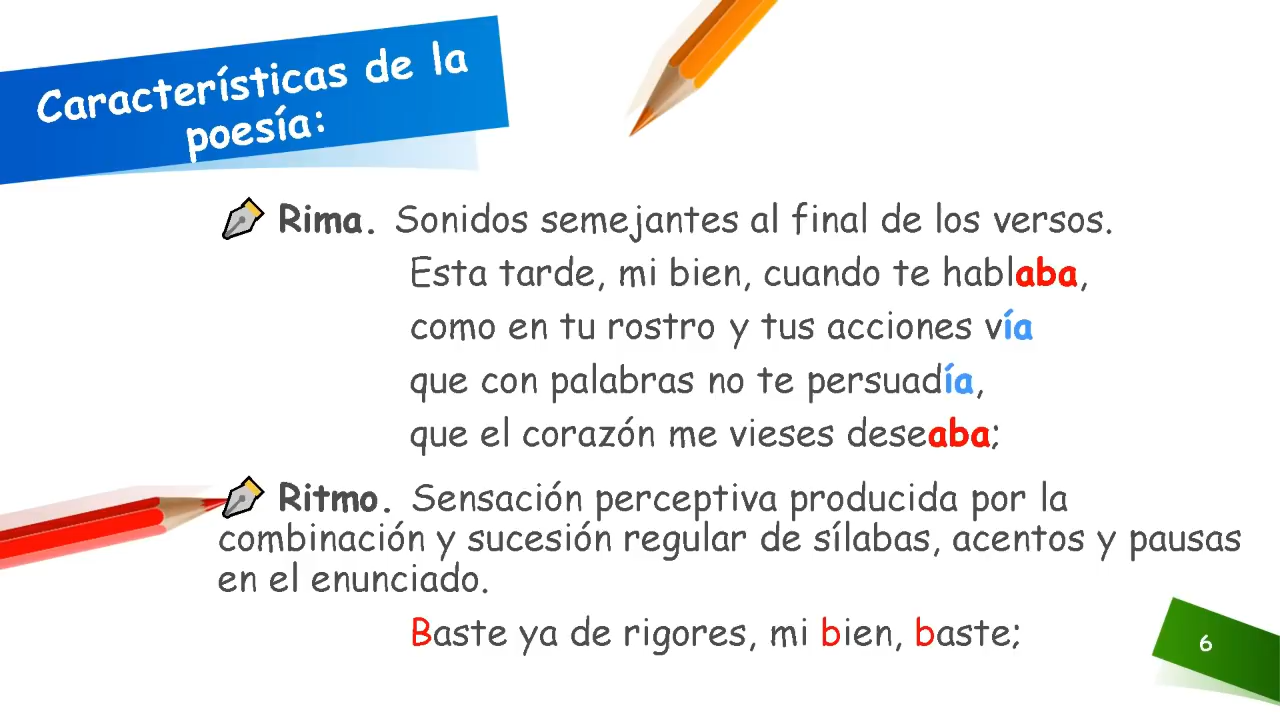 Características de la
poesía:
Rima. Sonidos semejantes al final de los versos.
Esta tarde, mi bien, cuando te hablaba,
como en tu rostro y tus acciones vía
que con palabras no te persuadía,
que el corazón me vieses deseaba;
Ritmo. Sensación perceptiva producida por la
combinación y sucesión regular de sílabas, acentos y pausas
en el enunciado.
Baste ya de rigores, mi bien, baste;
6